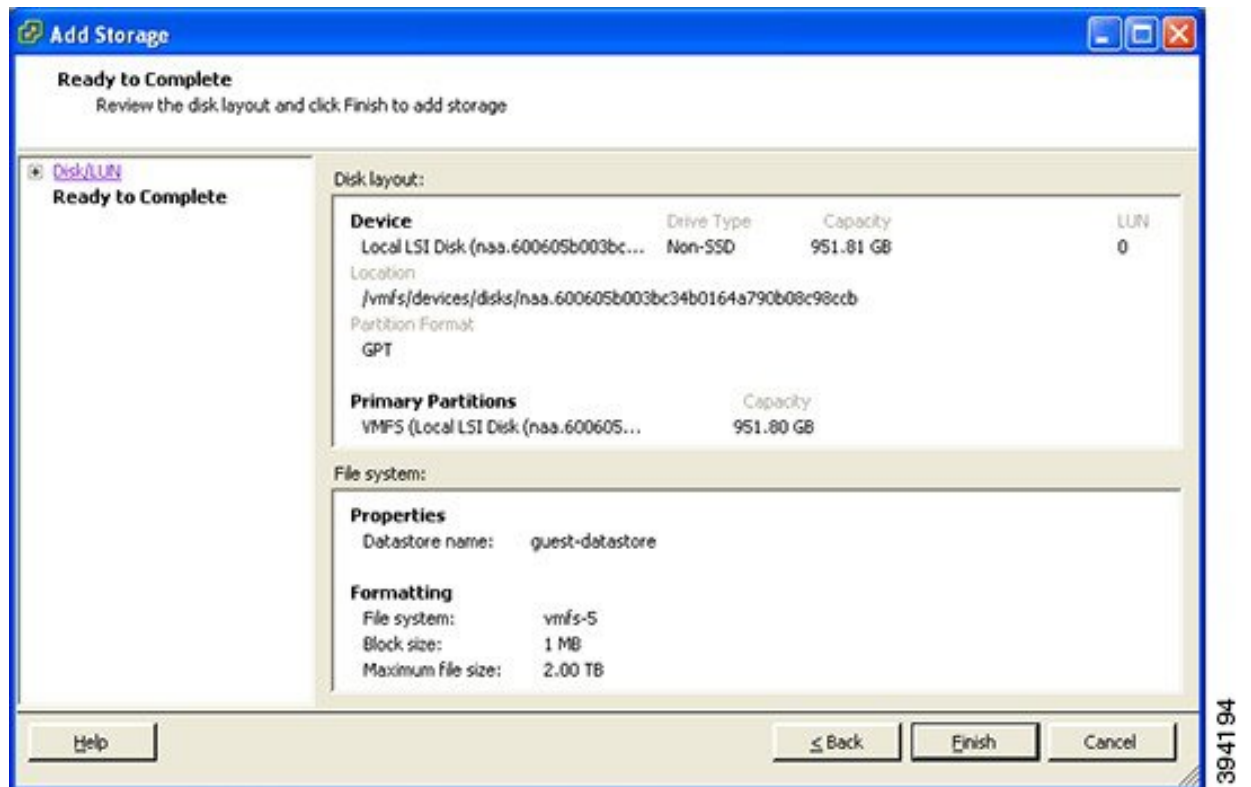 Add Storage
Ready to Complete
Review the disk layout and click Finish to add storage
Disk/LUN
Ready to Complete
Disk layout:
Device Drive Type Capacity LUN
Local LSI Disk (naa.600605b003bc... Non-SSD 951.81 GB 0
Location
/vmfs/devices/disks/naa.600605b003bc34b0164a790b08c98ccb
Partition Format
GPT
Primary Partitions Capacity
VMFS (Local LSI Disk (naa.600605... 951.80 GB
File system:
Properties
Datastore name: guest-datastore
Formatting
File system: vmfs-5
Block size: 1 MB
Maximum file size: 2.00 TB
Help < Back Finish Cancel
394194